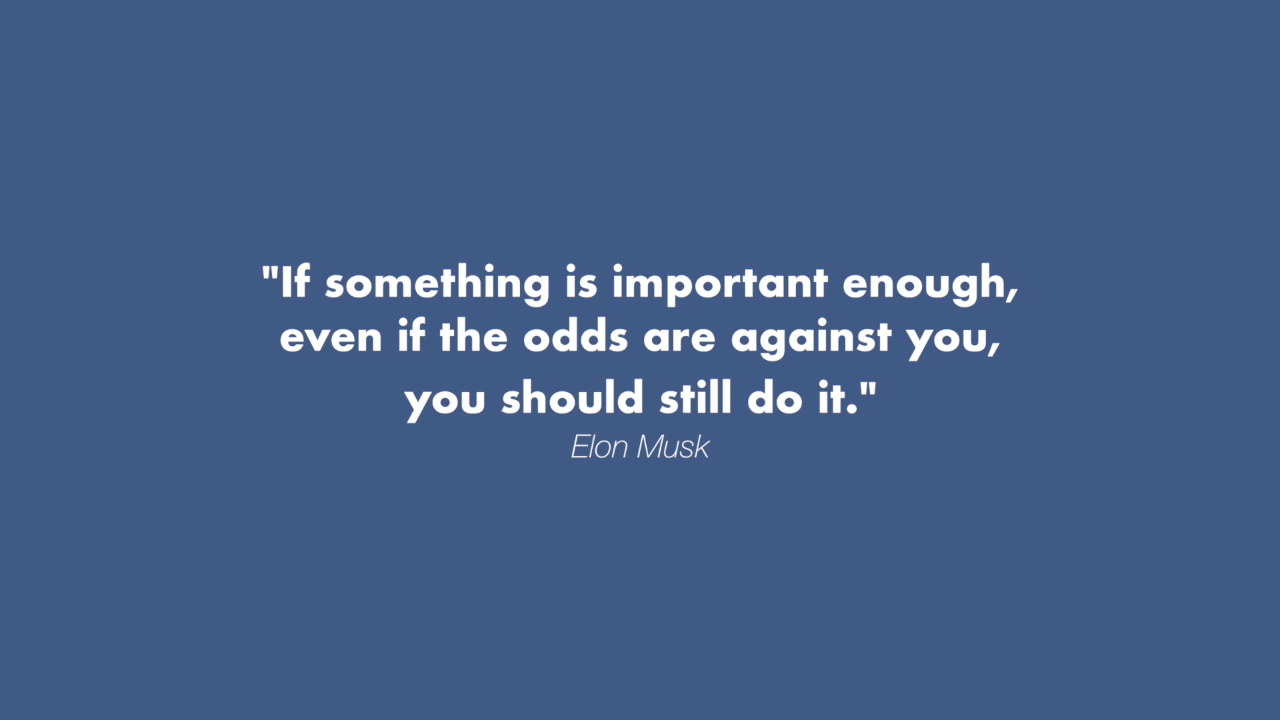 "If something is important enough,
even if the odds are against you,
you should still do it."
Elon Musk